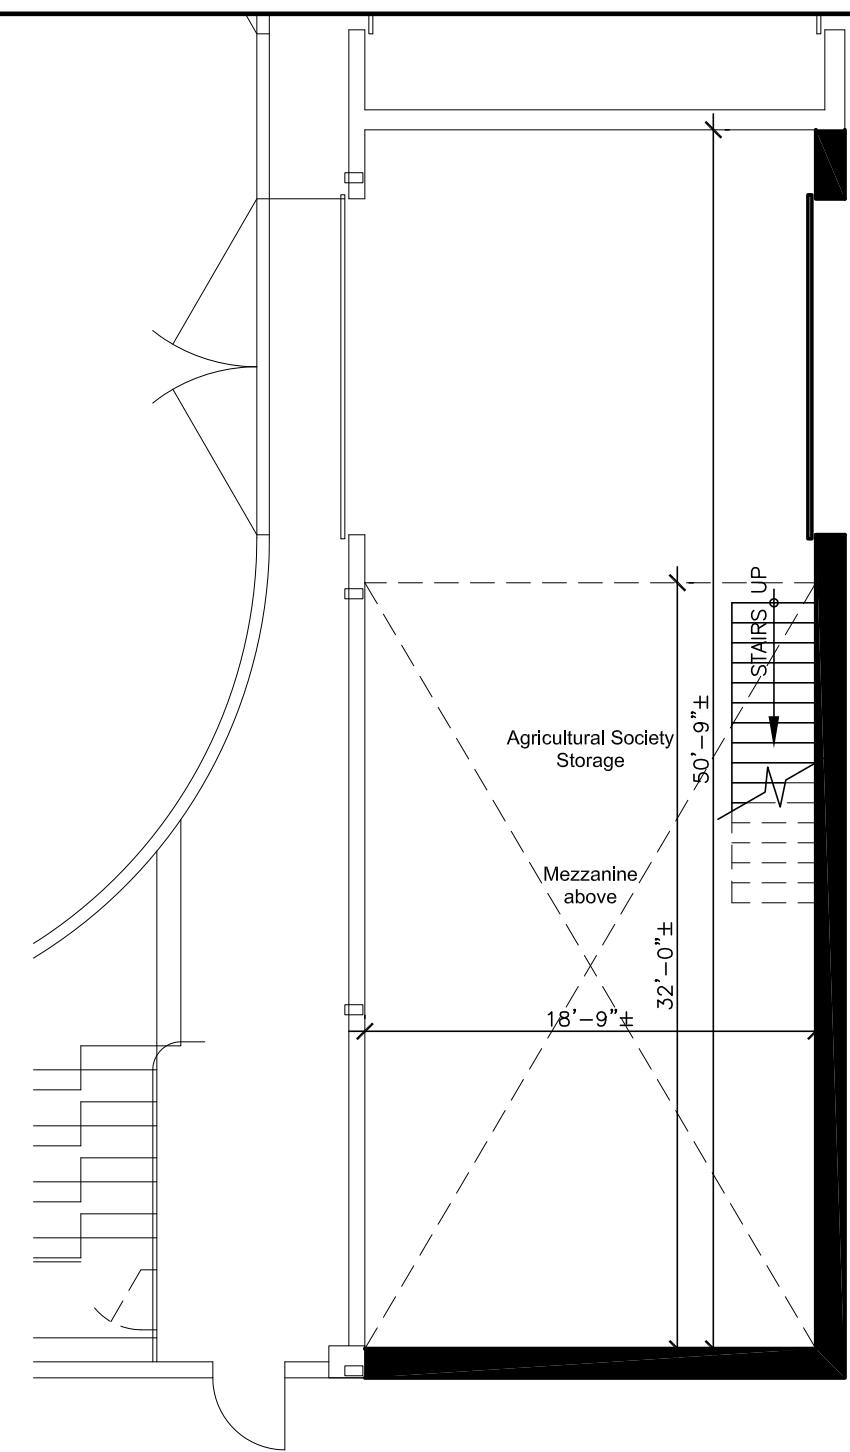 STAIRS UP
Agricultural Society
Storage
50’-9”±
Mezzanine
above
32’-0”±
18’-9”±